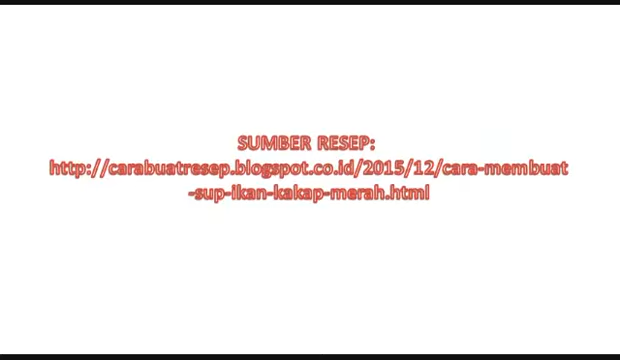 SUMBER RESEP:
http://carabuatresep.blogspot.co.id/2015/12/cara-membuat
-sup-ikan-kakap-merah.html